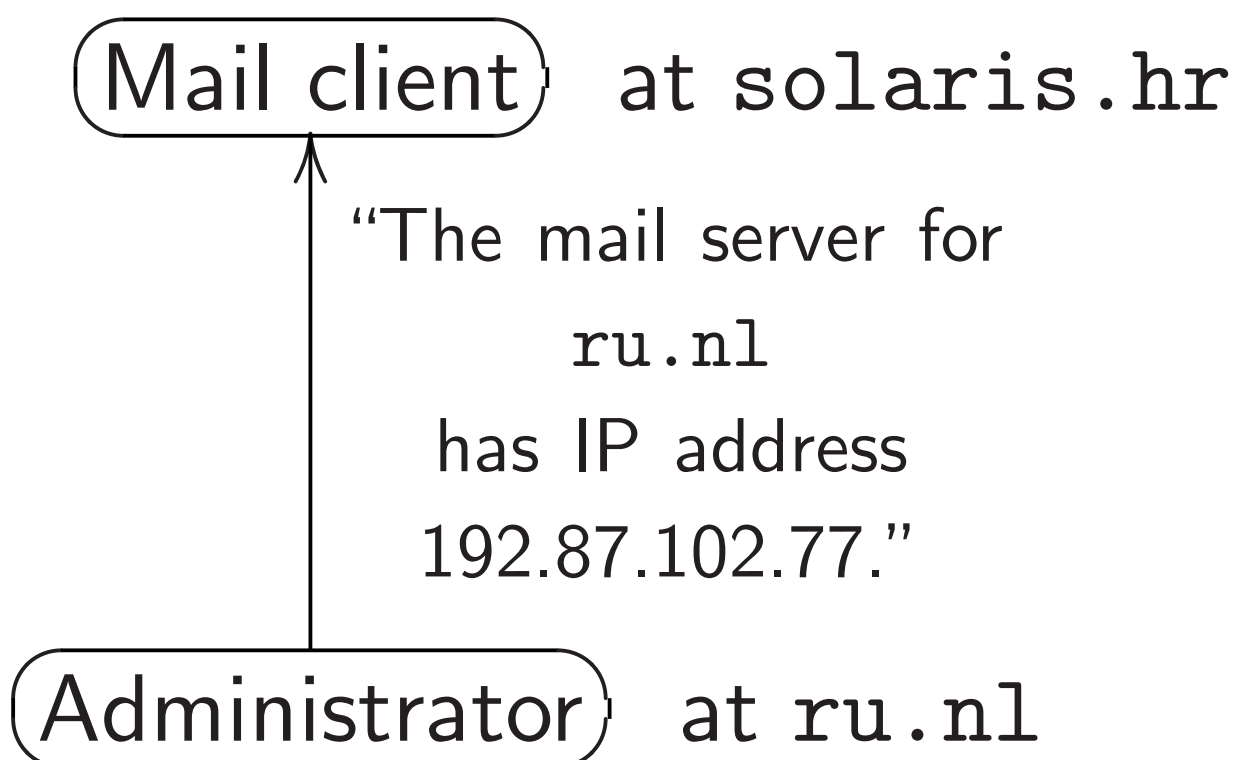 Mail client at solaris.hr
“The mail server for
ru.nl
has IP address
192.87.102.77.”
Administrator at ru.nl